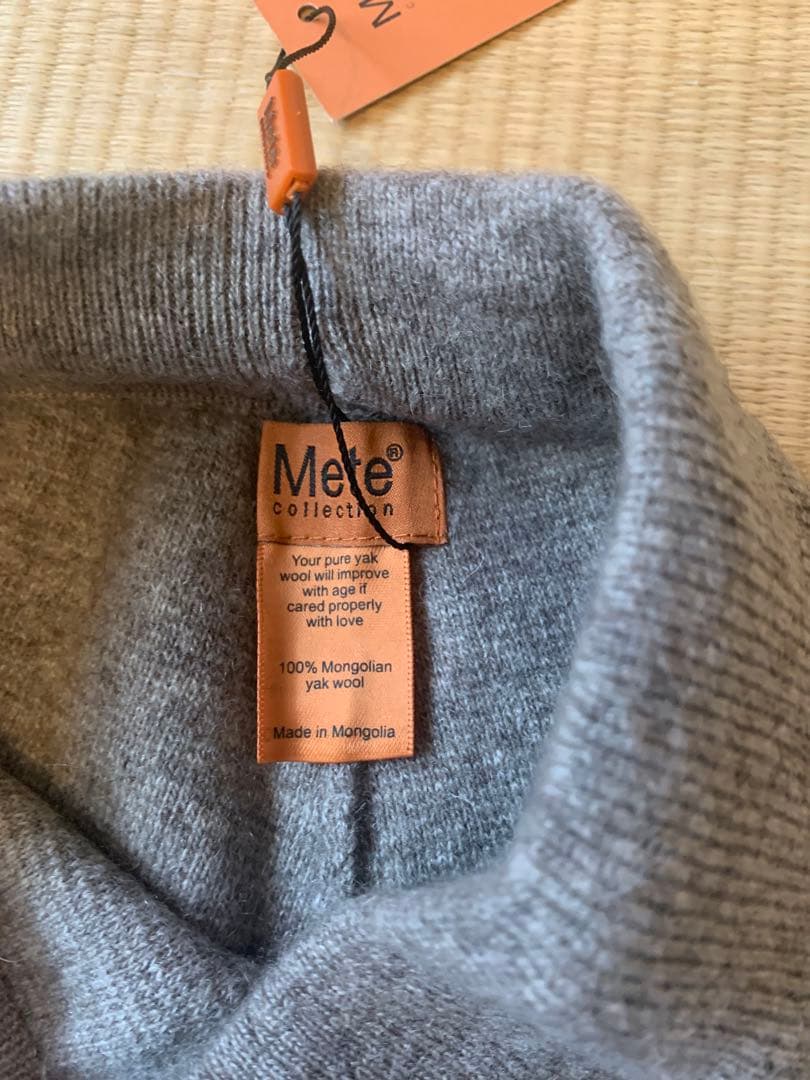 M
Mete®
collection
Your pure yak
wool will improve
with age if
cared properly
with love
100% Mongolian
yak wool
Made in Mongolia